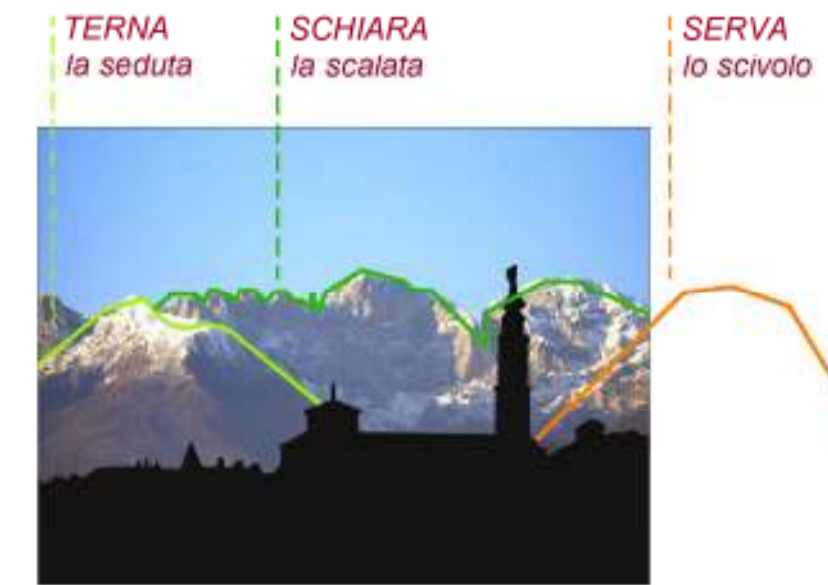 TERNA
la seduta
SCHIARA
la scalata
SERVA
lo scivolo